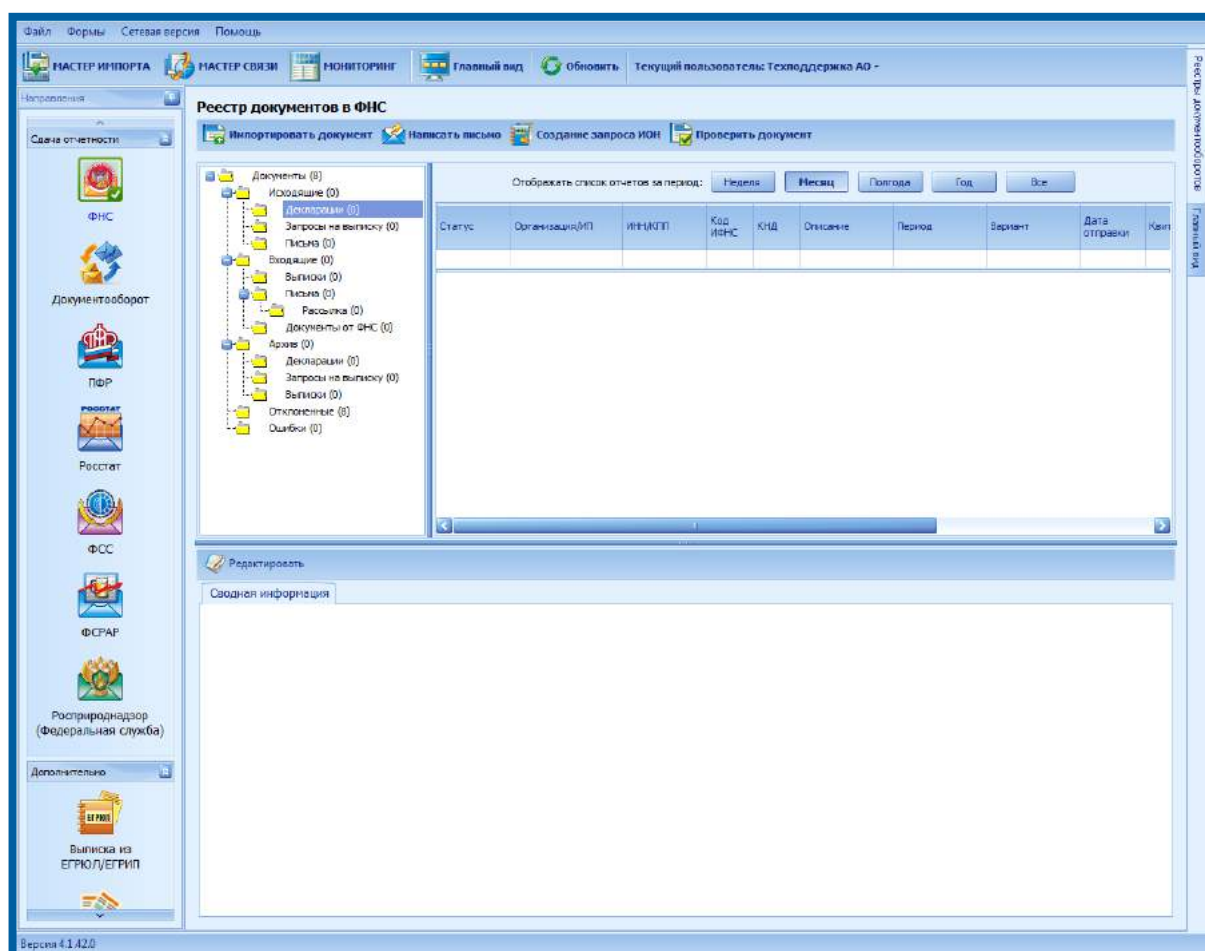 Файл Формы Сетевая версия Помощь
МАСТЕР ИМПОРТА МАСТЕР СВЯЗИ МОНИТОРИНГ Главный вид Обновить Текущий пользователь: Техподдержка АО -
Направления
Сдача отчетности
ФНС
Документооборот
ПФР
РОССТАТ
Росстат
ФСС
ФСРАР
Росприроднадзор
(Федеральная служба)
Дополнительно
ЕГРЮЛ
Выписка из
ЕГРЮЛ/ЕГРИП
Реестр документов в ФНС
Импортировать документ Написать письмо Создание запроса ИОН Проверить документ
Документы (8)
Исходящие (0)
Декларации (0)
Запросы на выписку (0)
Письма (0)
Входящие (0)
Выписки (0)
Письма (0)
Рассылка (0)
Документы от ФНС (0)
Архив (0)
Декларации (0)
Запросы на выписку (0)
Выписки (0)
Отклоненные (8)
Ошибки (0)
Отображать список отчетов за период: Неделя Месяц Полгода Год Все
Статус Организация/ИП ИНН/КПП Код ИФНС КНД Описание Период Вариант Дата отправки Квит
Редактировать
Сводная информация
Реестры документооборотов
Главный вид
Версия 4.1.42.0